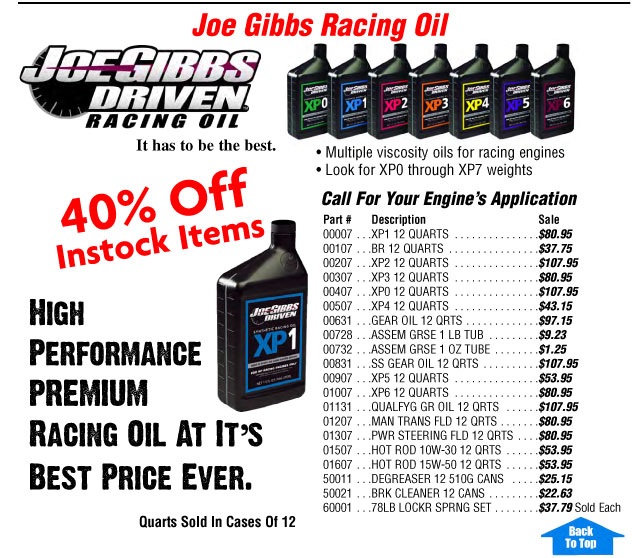 Joe Gibbs Racing Oil
JOE GIBBS
DRIVEN
RACING OIL
It has to be the best.
XP0 XP1 XP2 XP3 XP4 XP5 XP6
• Multiple viscosity oils for racing engines
• Look for XP0 through XP7 weights
40% Off
Instock Items
Call For Your Engine's Application
Part # Description Sale
00007 ...XP1 12 QUARTS ...............$80.95
00107 ...BR 12 QUARTS ...............$37.75
00207 ...XP2 12 QUARTS ...............$107.95
00307 ...XP3 12 QUARTS ...............$80.95
00407 ...XP0 12 QUARTS ...............$107.95
00507 ...XP4 12 QUARTS ...............$43.15
00631 ...GEAR OIL 12 QRTS ............$97.15
00728 ...ASSEM GRSE 1 LB TUB .........$9.23
00732 ...ASSEM GRSE 1 OZ TUBE ........$1.25
00831 ...SS GEAR OIL 12 QRTS ..........$107.95
00907 ...XP5 12 QUARTS ...............$53.95
01007 ...XP6 12 QUARTS ...............$80.95
01131 ...QUALFYG GR OIL 12 QRTS ......$107.95
01207 ...MAN TRANS FLD 12 QRTS .......$80.95
01307 ...PWR STEERING FLD 12 QRTS ....$80.95
01507 ...HOT ROD 10W-30 12 QRTS ......$53.95
01607 ...HOT ROD 15W-50 12 QRTS ......$53.95
50011 ...DEGREASER 12 510G CANS .....$25.15
50021 ...BRK CLEANER 12 CANS .........$22.63
60001 ...78LB LOCKR SPRNG SET ........$37.79 Sold Each
JOE GIBBS
DRIVEN
SYNTHETIC RACING OIL
XP1
HIGH
PERFORMANCE
PREMIUM
RACING OIL AT IT'S
BEST PRICE EVER.
Quarts Sold In Cases Of 12
Back
To Top